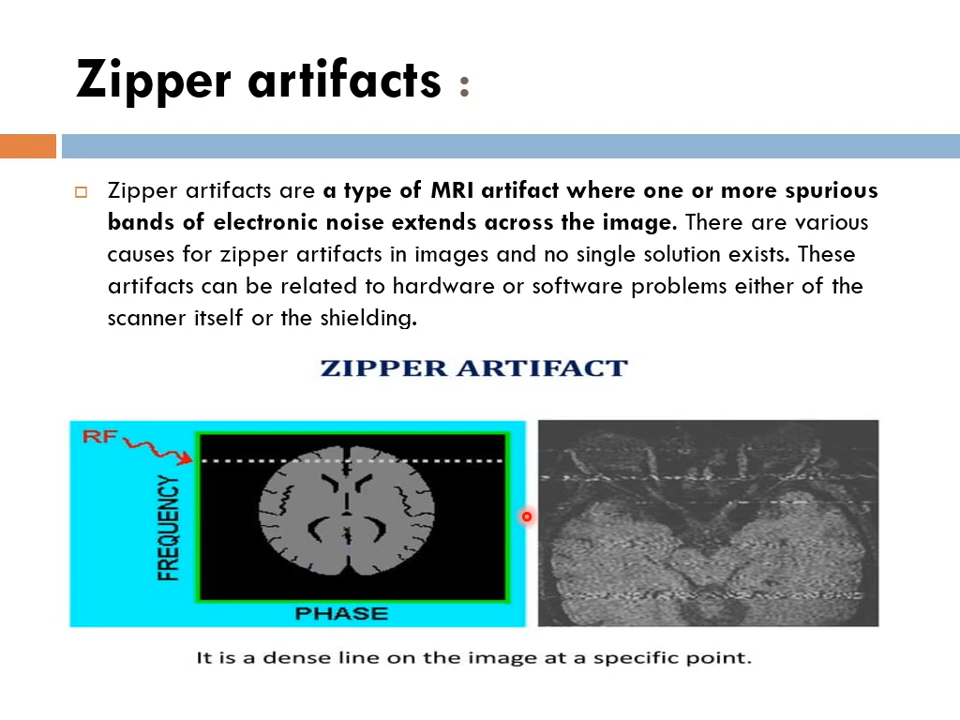 Zipper artifacts :
Zipper artifacts are a type of MRI artifact where one or more spurious
bands of electronic noise extends across the image. There are various
causes for zipper artifacts in images and no single solution exists. These
artifacts can be related to hardware or software problems either of the
scanner itself or the shielding.
ZIPPER ARTIFACT
RF
FREQUENCY
PHASE
It is a dense line on the image at a specific point.